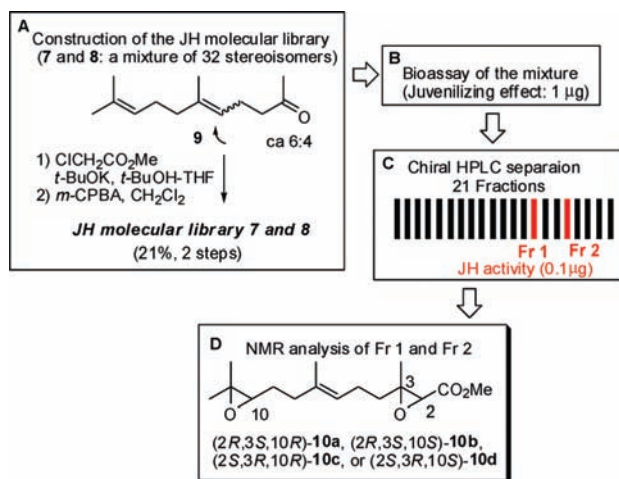 A
Construction of the JH molecular library
(7 and 8: a mixture of 32 stereoisomers)
O
9
ca 6:4
1) ClCH2CO2Me
t-BuOK, t-BuOH-THF
2) m-CPBA, CH2Cl2
JH molecular library 7 and 8
(21%, 2 steps)
B
Bioassay of the mixture
(Juvenilizing effect: 1 µg)
C
Chiral HPLC separaion
21 Fractions
Fr 1 Fr 2
JH activity (0.1µg)
D
NMR analysis of Fr 1 and Fr 2
3
CO2Me
O
10
O
2
(2R,3S,10R)-10a, (2R,3S,10S)-10b,
(2S,3R,10R)-10c, or (2S,3R,10S)-10d